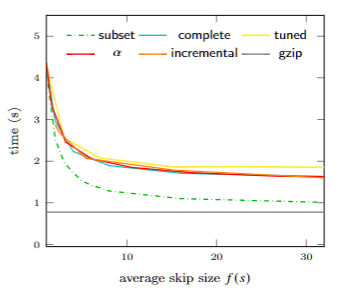 subset complete tuned
α incremental gzip
5
4
3
2
1
0
time (s)
10 20 30
average skip size f(s)